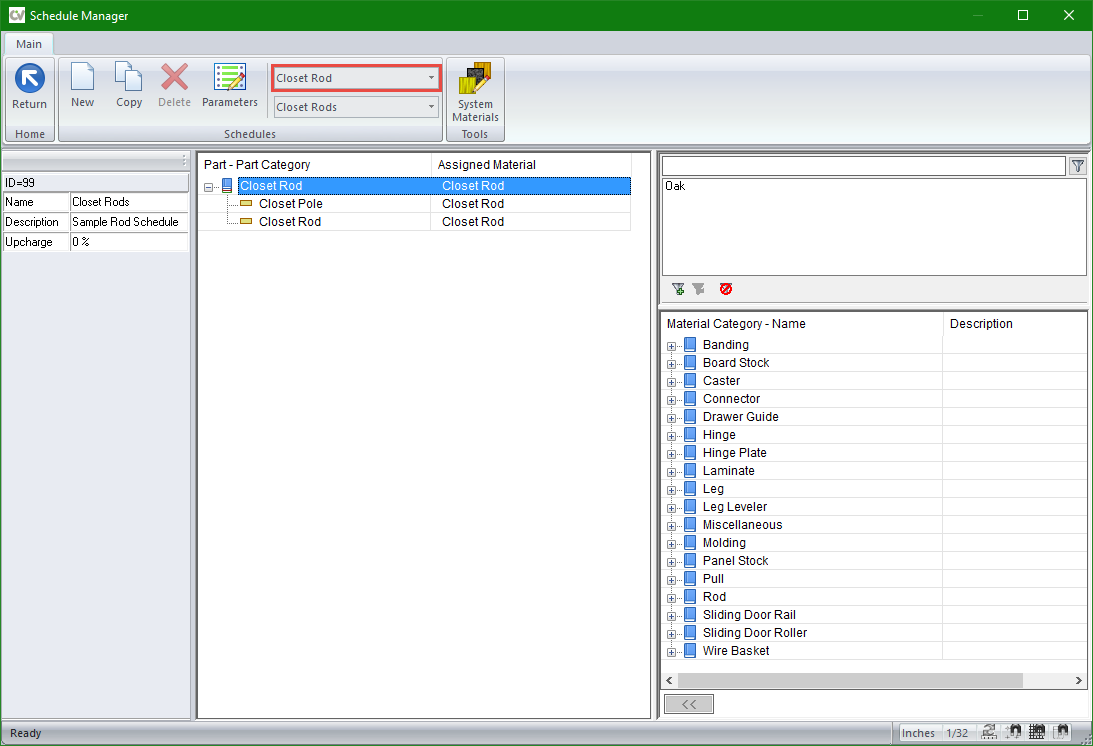 CV Schedule Manager
Main
Return
Home
New
Copy
Delete
Parameters
Closet Rod
Closet Rods
Schedules
System
Materials
Tools
ID=99
Name Closet Rods
Description Sample Rod Schedule
Upcharge 0 %
Part - Part Category Assigned Material
Closet Rod Closet Rod
Closet Pole Closet Rod
Closet Rod Closet Rod
Oak
Material Category - Name Description
Banding
Board Stock
Caster
Connector
Drawer Guide
Hinge
Hinge Plate
Laminate
Leg
Leg Leveler
Miscellaneous
Molding
Panel Stock
Pull
Rod
Sliding Door Rail
Sliding Door Roller
Wire Basket
<<
Ready
Inches 1/32